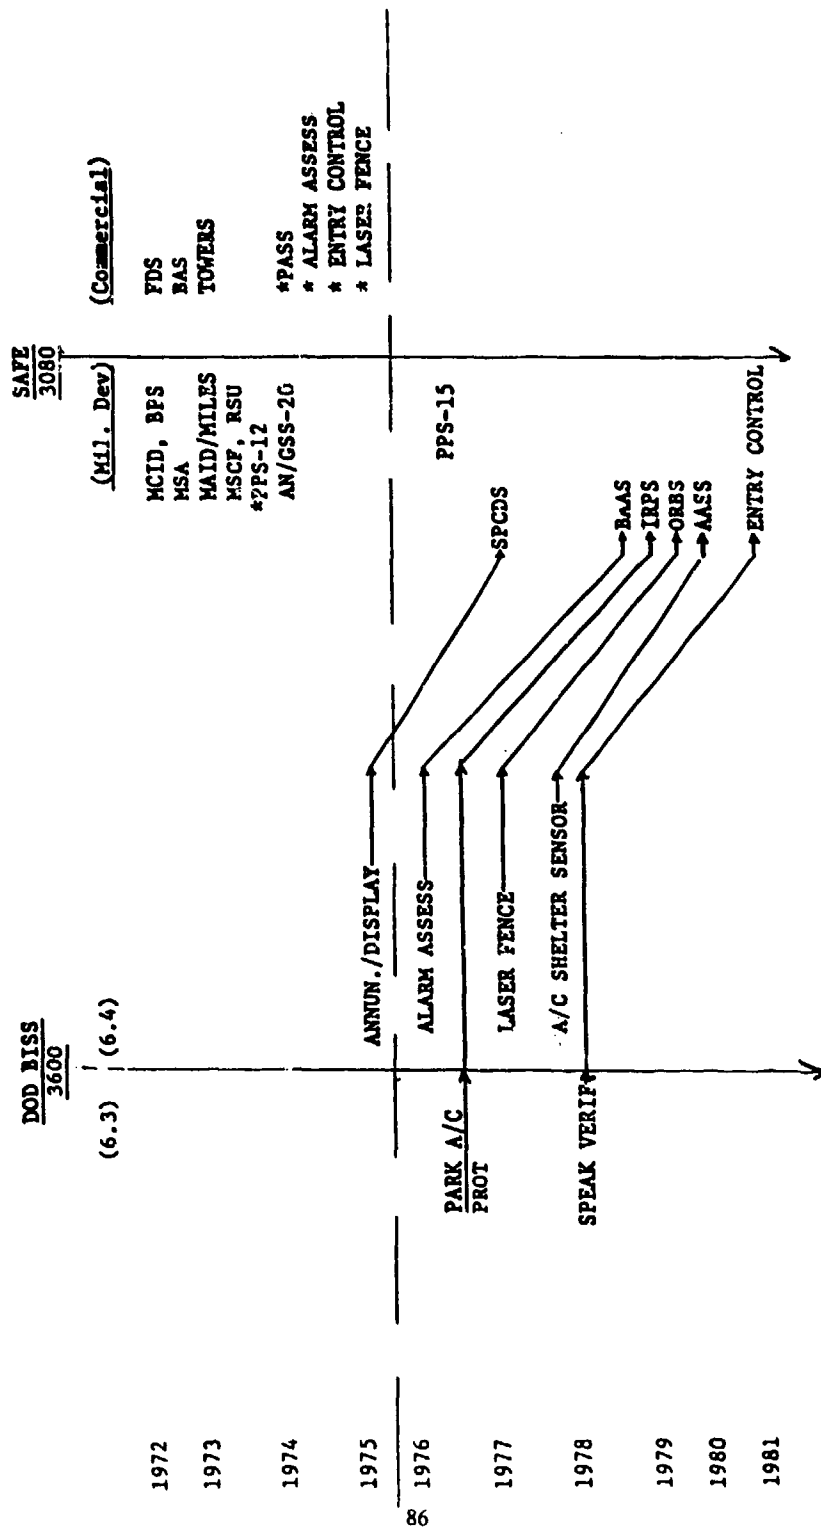 DOD BISS
3600
SAFE
3080
(6.3)
(6.4)
(Mil. Dev)
(Commercial)
1972
MCID, BPS
FDS
MSA
BAS
1973
MAID/MILES
TOWERS
MSCF, RSU
*PPS-12
1974
AN/GSS-20
*PASS
* ALARM ASSESS
* ENTRY CONTROL
* LASER FENCE
1975
ANNUN./DISPLAY
1976
ALARM ASSESS
PPS-15
PARK A/C
PROT
1977
LASER FENCE
SPCDS
A/C SHELTER SENSOR
1978
SPEAK VERIF
BAAS
1979
IRPS
ORBS
1980
AASS
1981
ENTRY CONTROL
98